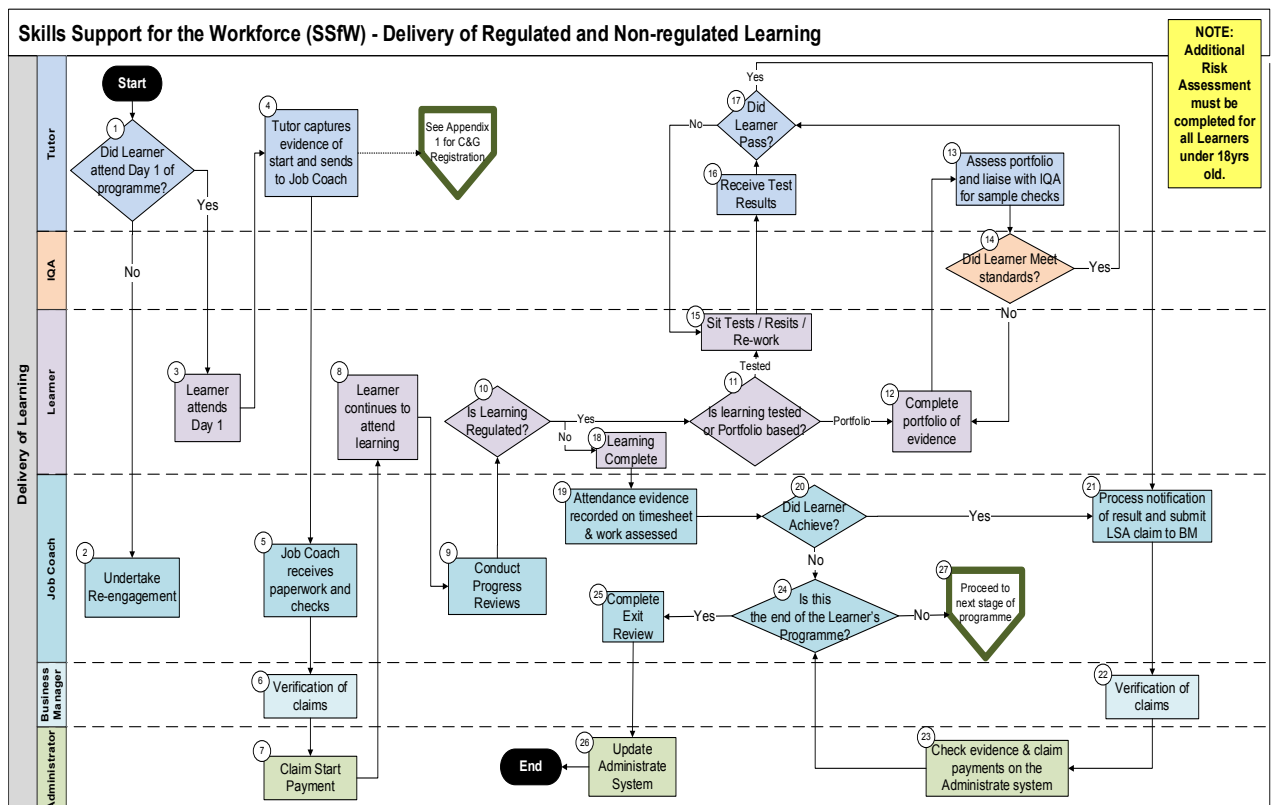 Skills Support for the Workforce (SSfW) - Delivery of Regulated and Non-regulated Learning
NOTE:
Additional
Risk
Assessment
must be
completed for
all Learners
under 18yrs
old.
Delivery of Learning
Tutor
Start
1
Did Learner
attend Day 1 of
programme?
Yes
No
4
Tutor captures
evidence of
start and sends
to Job Coach
See Appendix
1 for C&G
Registration
17
Did
Learner
Pass?
Yes
No
16
Receive Test
Results
13
Assess portfolio
and liaise with IQA
for sample checks
IQA
14
Did Learner Meet
standards?
Yes
No
Learner
3
Learner
attends
Day 1
8
Learner
continues to
attend
learning
10
Is Learning
Regulated?
Yes
No
18
Learning
Complete
15
Sit Tests / Resits /
Re-work
Tested
11
Is learning tested
or Portfolio based?
Portfolio
12
Complete
portfolio of
evidence
Job Coach
2
Undertake
Re-engagement
5
Job Coach
receives
paperwork and
checks
9
Conduct
Progress
Reviews
19
Attendance evidence
recorded on timesheet
& work assessed
20
Did Learner
Achieve?
Yes
No
21
Process notification
of result and submit
LSA claim to BM
24
Is this
the end of the Learner's
Programme?
Yes
No
25
Complete
Exit
Review
27
Proceed to
next stage of
programme
Business
Manager
6
Verification of
claims
22
Verification of
claims
Administrator
7
Claim Start
Payment
End
26
Update
Administrate
System
23
Check evidence & claim
payments on the
Administrate system